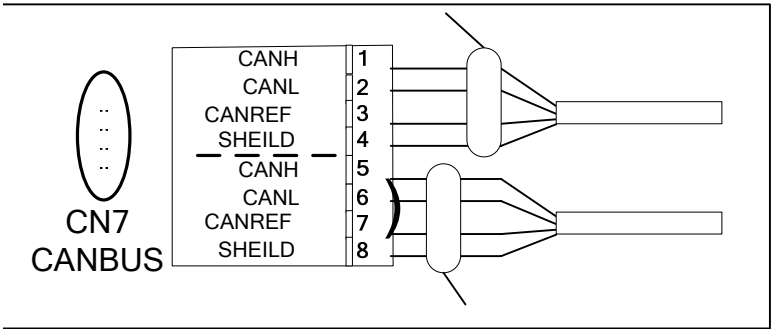 CANH 1
CANL 2
CANREF 3
SHEILD 4
CANH 5
CANL 6
CANREF 7
SHEILD 8
CN7
CANBUS